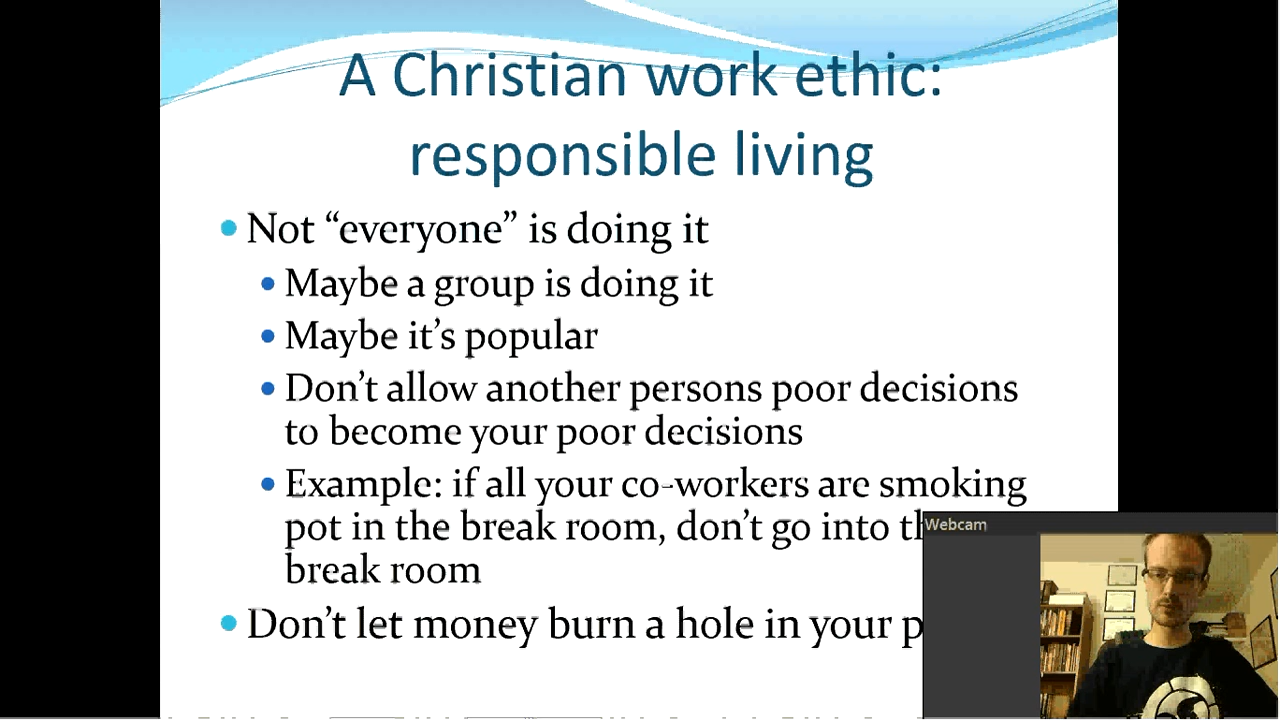 A Christian work ethic:
responsible living
Not “everyone” is doing it
Maybe a group is doing it
Maybe it’s popular
Don’t allow another persons poor decisions
to become your poor decisions
Example: if all your co-workers are smoking
pot in the break room, don’t go into
break room
Don’t let money burn a hole in your
Webcam